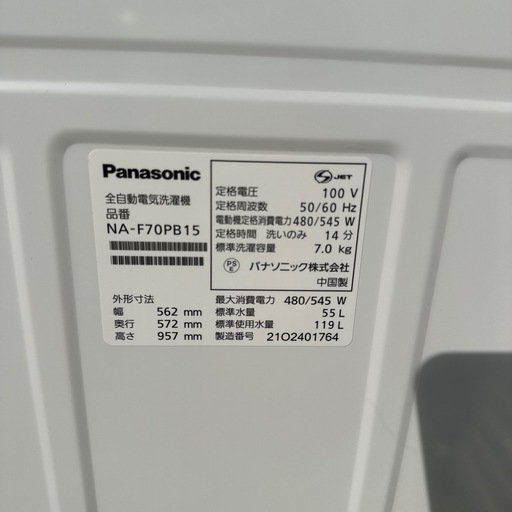 Panasonic
全自動電気洗濯機
品番
NA-F70PB15
外形寸法
幅 562 mm
奥行 572 mm
高さ 957 mm
S JET
定格電圧 100 V
定格周波数 50/60 Hz
電動機定格消費電力 480/545 W
定格時間 洗いのみ 14 分
標準洗濯容量 7.0 kg
PSE パナソニック株式会社
中国製
最大消費電力 480/545 W
標準水量 55 L
標準使用水量 119 L
製造番号 21O2401764